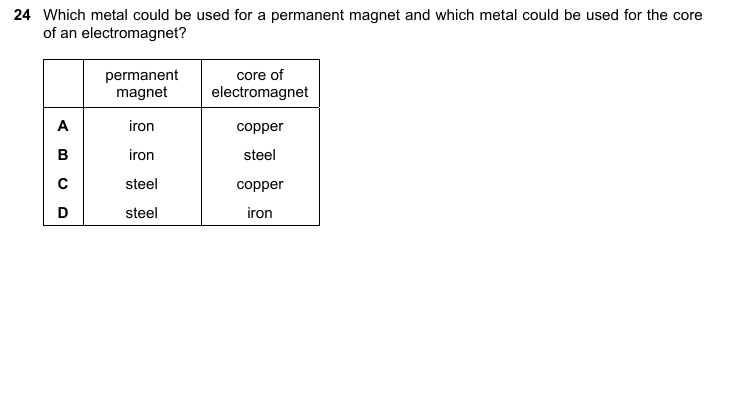 24 Which metal could be used for a permanent magnet and which metal could be used for the core
of an electromagnet?
permanent magnet core of electromagnet
A iron copper
B iron steel
C steel copper
D steel iron